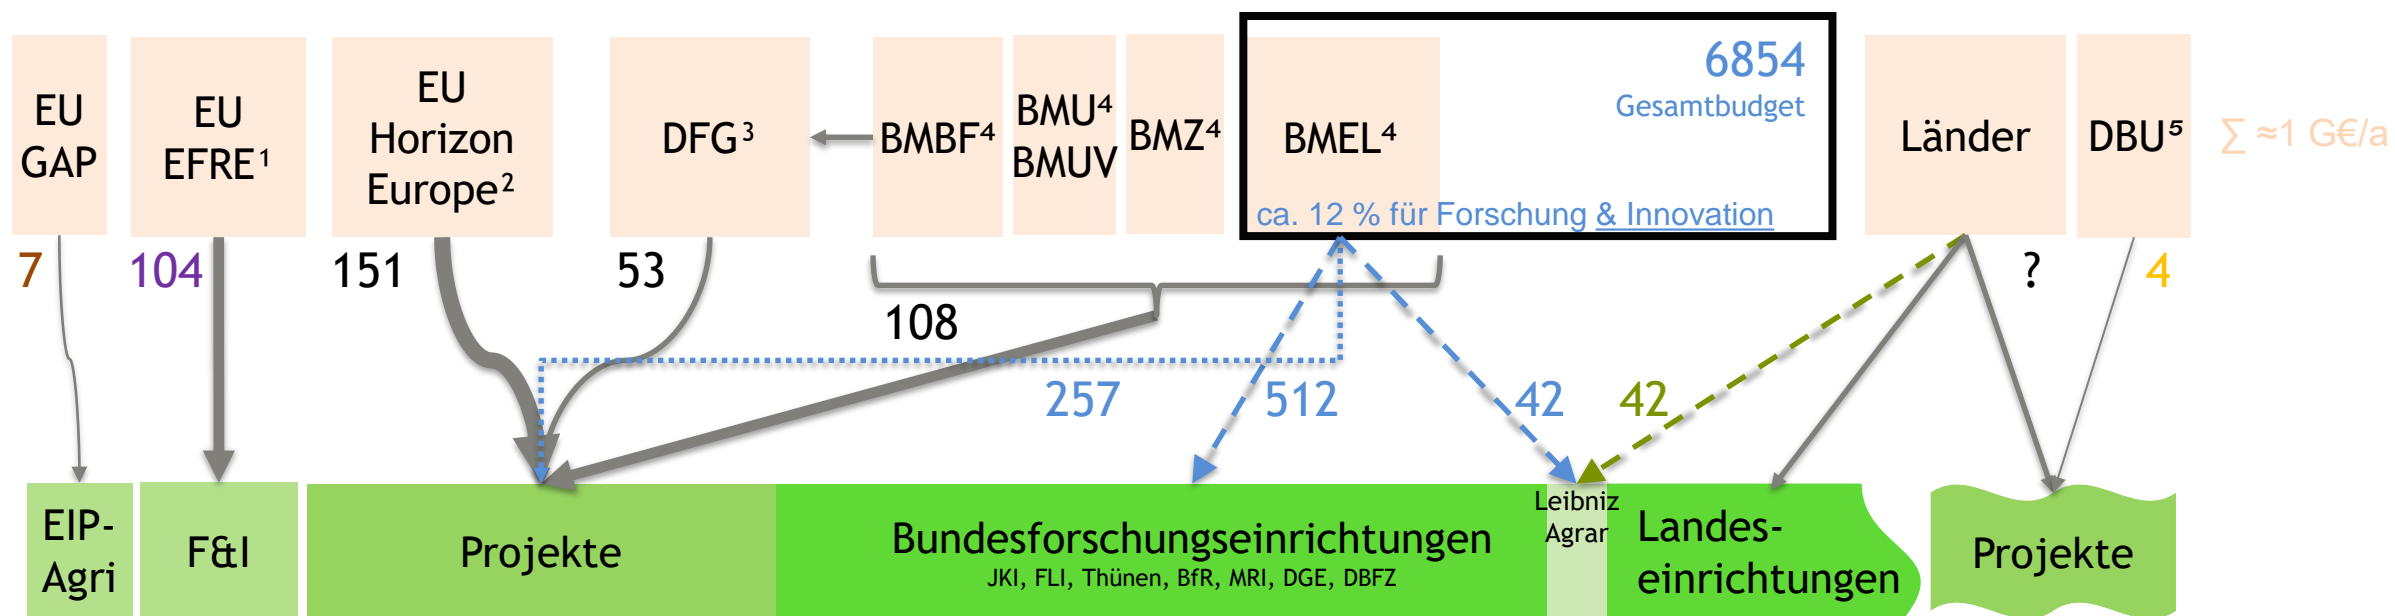 EU
GAP
EU
EFRE¹
EU
Horizon
Europe²
DFG³
BMBF⁴
BMU⁴
BMUV
BMZ⁴
BMEL⁴
6854
Gesamtbudget
ca. 12 % für Forschung & Innovation
Länder
DBU⁵
∑ ≈1 G€/a
7
104
151
53
108
?
4
257
512
42
42
EIP-
Agri
F&I
Projekte
Bundesforschungseinrichtungen
JKI, FLI, Thünen, BfR, MRI, DGE, DBFZ
Leibniz
Agrar
Landes-
einrichtungen
Projekte